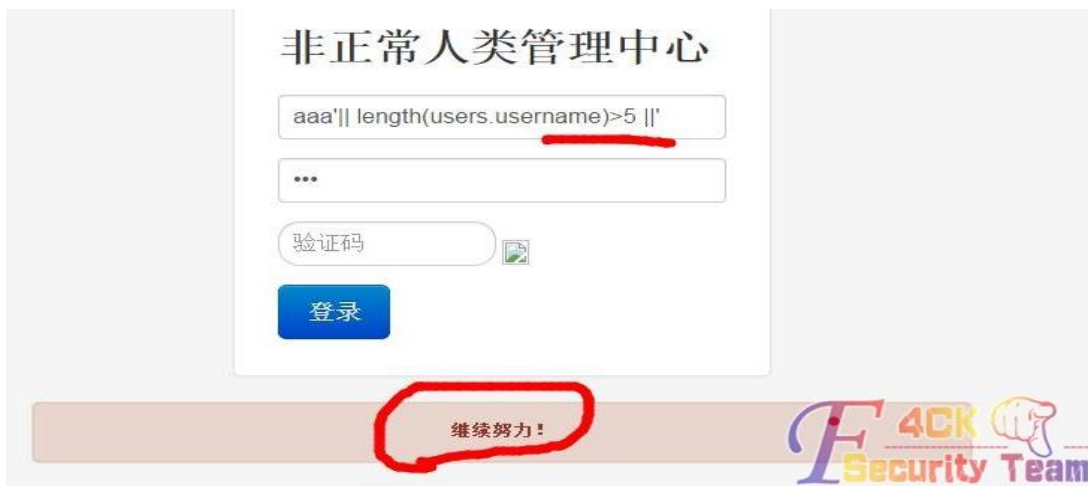 非正常人类管理中心
aaa'|| length(users.username)>5 ||'
•••
验证码
登录
继续努力!
F4CK
Security Team